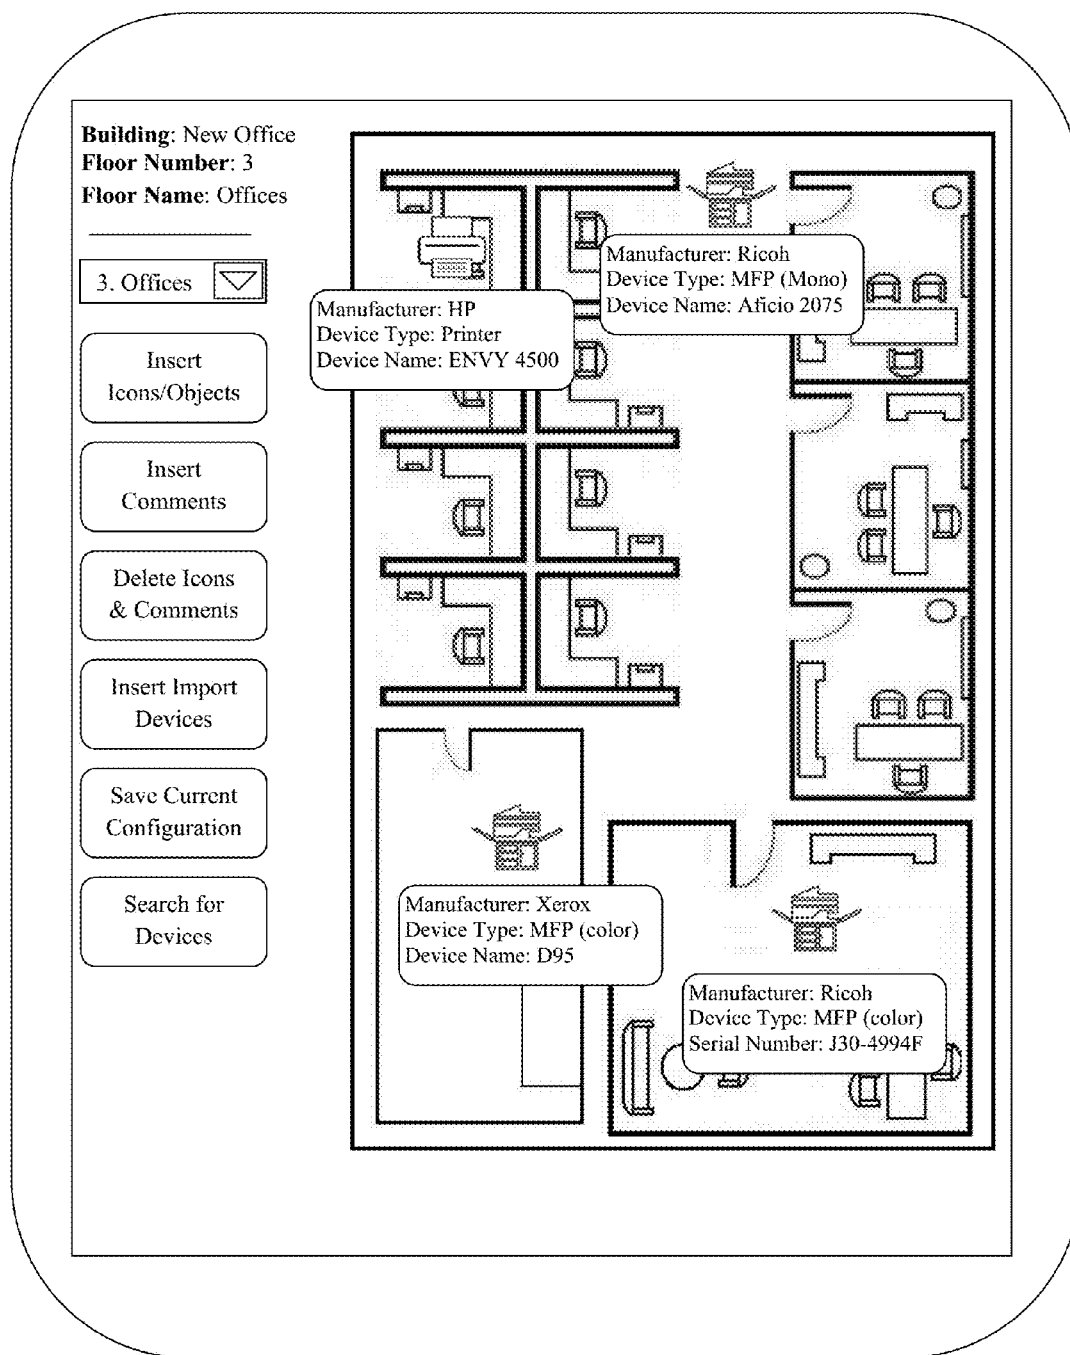 Building: New Office
Floor Number: 3
Floor Name: Offices
3. Offices
Insert
Icons/Objects
Insert
Comments
Delete Icons
& Comments
Insert Import
Devices
Save Current
Configuration
Search for
Devices
Manufacturer: HP
Device Type: Printer
Device Name: ENVY 4500
Manufacturer: Ricoh
Device Type: MFP (Mono)
Device Name: Aficio 2075
Manufacturer: Xerox
Device Type: MFP (color)
Device Name: D95
Manufacturer: Ricoh
Device Type: MFP (color)
Serial Number: J30-4994F